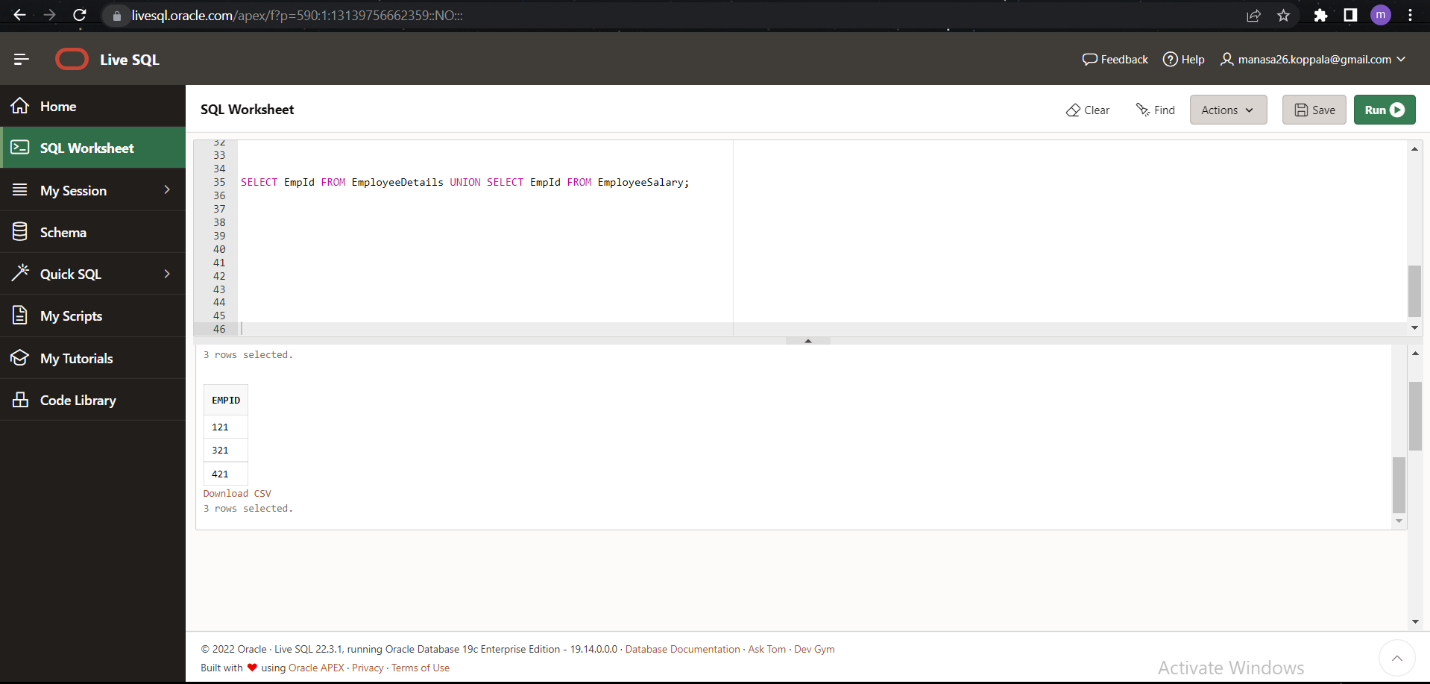 livesql.oracle.com/apex/f?p=590:1:13139756662359::NO:::
m
Live SQL
Feedback
Help
manasa26.koppala@gmail.com
Home
SQL Worksheet
My Session
Schema
Quick SQL
My Scripts
My Tutorials
Code Library
SQL Worksheet
Clear
Find
Actions
Save
Run
32
33
34
35 SELECT EmpId FROM EmployeeDetails UNION SELECT EmpId FROM EmployeeSalary;
36
37
38
39
40
41
42
43
44
45
46
3 rows selected.
EMPID
121
321
421
Download CSV
3 rows selected.
© 2022 Oracle · Live SQL 22.3.1, running Oracle Database 19c Enterprise Edition - 19.14.0.0.0 · Database Documentation · Ask Tom · Dev Gym
Built with ❤ using Oracle APEX · Privacy · Terms of Use
Activate Windows